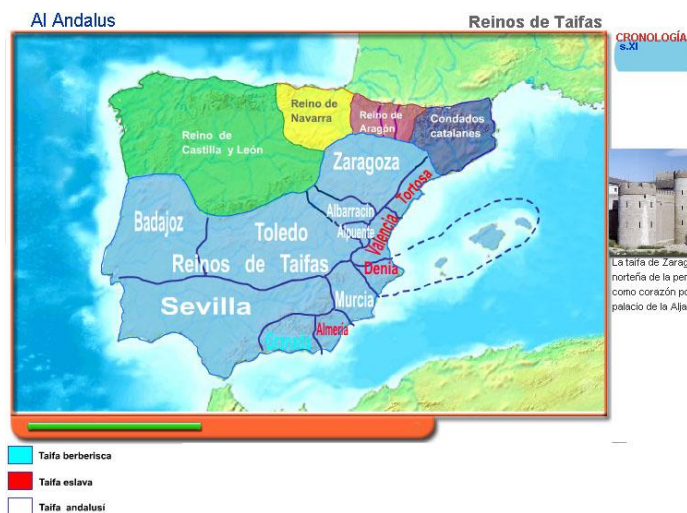 Al Andalus
Reinos de Taifas
CRONOLOGÍA
s.XI
Reino de
Castilla y León
Reino de
Navarra
Reino de
Aragón
Condados
catalanes
Zaragoza
Tortosa
Albarracín
Alpuente
Valencia
Badajoz
Toledo
Reinos de Taifas
Denia
Sevilla
Murcia
Almería
La taifa de Zarag
norteña de la per
como corazón po
palacio de la Alja
Taifa berberisca
Taifa eslava
Taifa andalusí